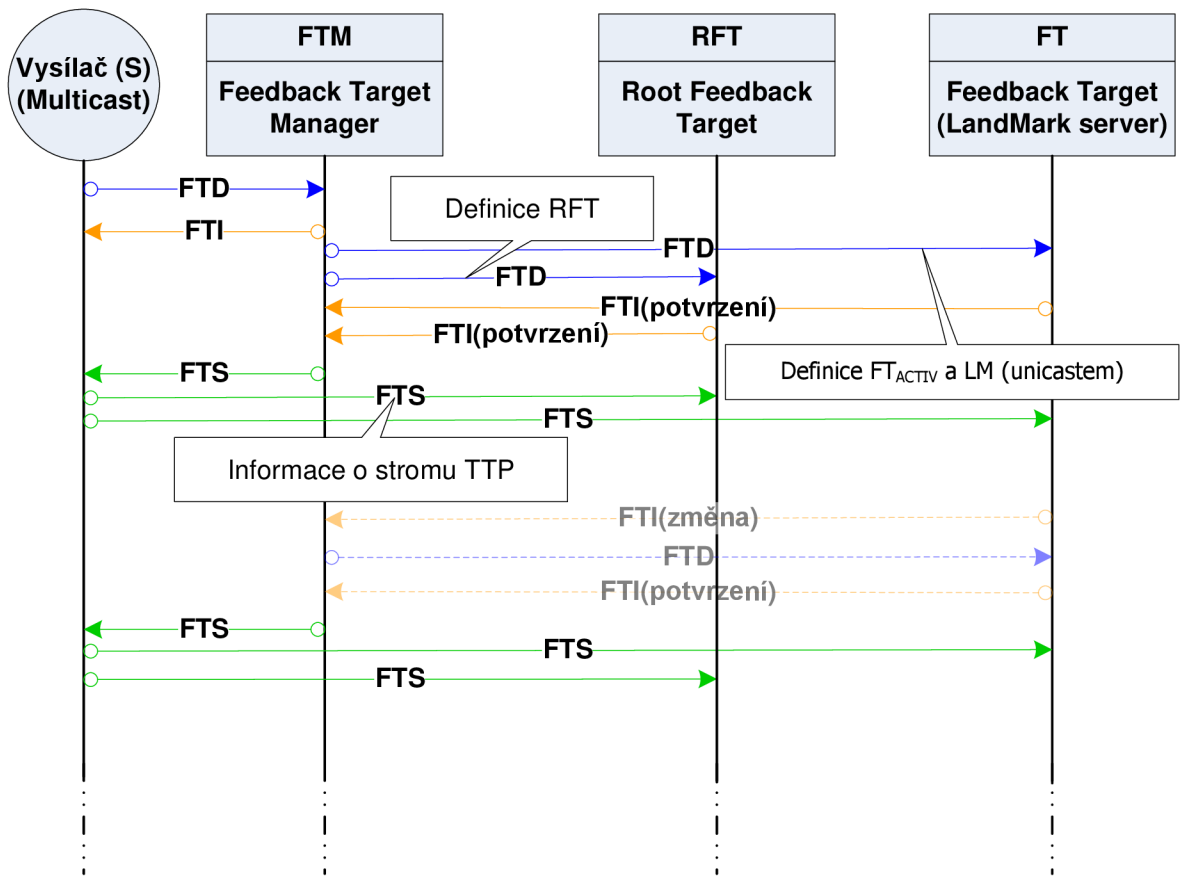 Vysílač (S)
(Multicast)
FTM
Feedback Target
Manager
RFT
Root Feedback
Target
FT
Feedback Target
(LandMark server)
FTD
Definice RFT
FTI
FTD
FTD
FTI(potvrzení)
FTI(potvrzení)
FTS
Definice FTACTIV a LM (unicastem)
FTS
FTS
Informace o stromu TTP
FTI(změna)
FTD
FTI(potvrzení)
FTS
FTS
FTS